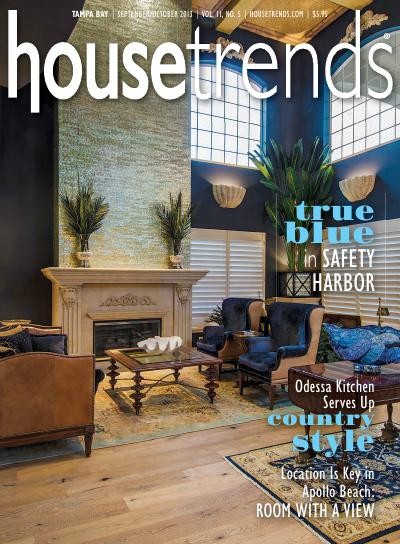 TAMPA BAY | SEPTEMBER/OCTOBER 2013 | VOL. 11, NO. 5 | HOUSETRENDS.COM | $5.95
housetrends®
true
blue
in SAFETY
HARBOR
Odessa Kitchen
Serves Up
country
style
Location Is Key in
Apollo Beach:
ROOM WITH A VIEW